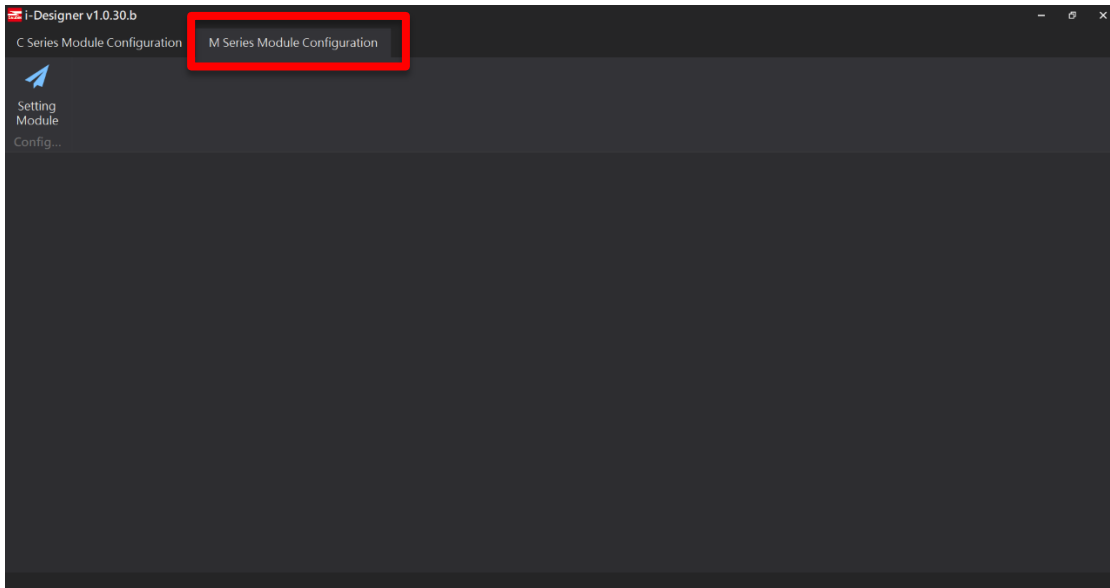 i-Designer v1.0.30.b
C Series Module Configuration
M Series Module Configuration
Setting
Module
Config...